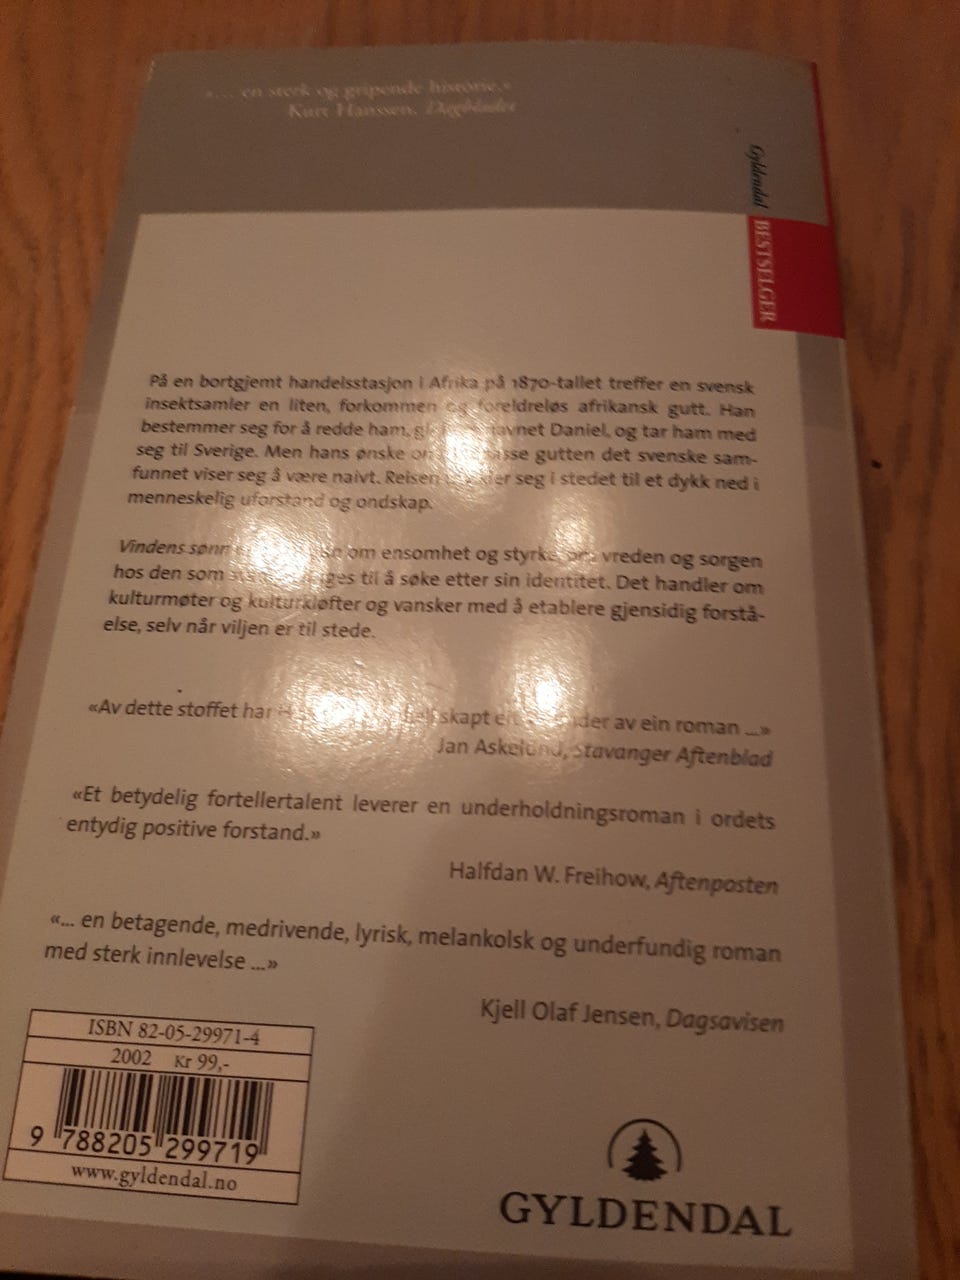 «... en sterk og gripende historie.»
Kurt Hanssen, Dagbladet
Gyldendal
BESTSELGER
På en bortgjemt handelsstasjon i Afrika på 1870-tallet treffer en svensk
insektsamler en liten, forkommen og foreldreløs afrikansk gutt. Han
bestemmer seg for å redde ham, navnet Daniel, og tar ham med
seg til Sverige. Men hans ønske om gutten det svenske sam-
funnet viser seg å være naivt. Reisen seg i stedet til et dykk ned i
menneskelig uforstand og ondskap.
Vindens sønn om ensomhet og styrke, om vreden og sorgen
hos den som til å søke etter sin identitet. Det handler om
kulturmøter og kulturkløfter og vansker med å etablere gjensidig forstå-
else, selv når viljen er til stede.
«Av dette stoffet har skapt av ein roman ...»
Jan Askelund, Stavanger Aftenblad
«Et betydelig fortellertalent leverer en underholdningsroman i ordets
entydig positive forstand.»
Halfdan W. Freihow, Aftenposten
«... en betagende, medrivende, lyrisk, melankolsk og underfundig roman
med sterk innlevelse ...»
Kjell Olaf Jensen, Dagsavisen
ISBN 82-05-29971-4
2002 Kr 99,-
9 788205 299719
www.gyldendal.no
GYLDENDAL